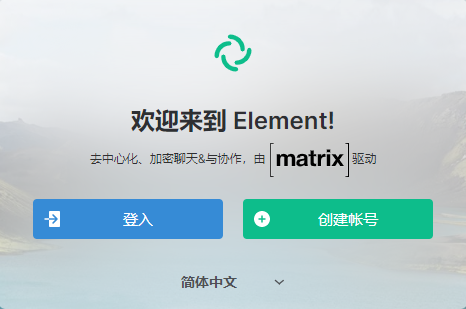 欢迎来到 Element!
去中心化、加密聊天&与协作，由 [matrix] 驱动
登入
创建帐号
简体中文